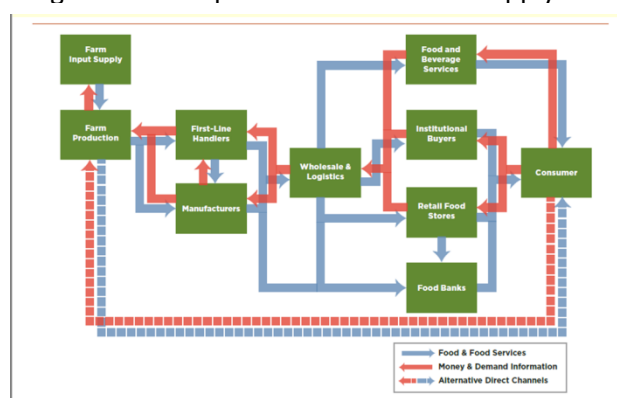 Farm
Input Supply
Food and
Beverage
Services
Farm
Production
First-Line
Handlers
Institutional
Buyers
Wholesale &
Logistics
Consumer
Manufacturers
Retail Food
Stores
Food Banks
Food & Food Services
Money & Demand Information
Alternative Direct Channels